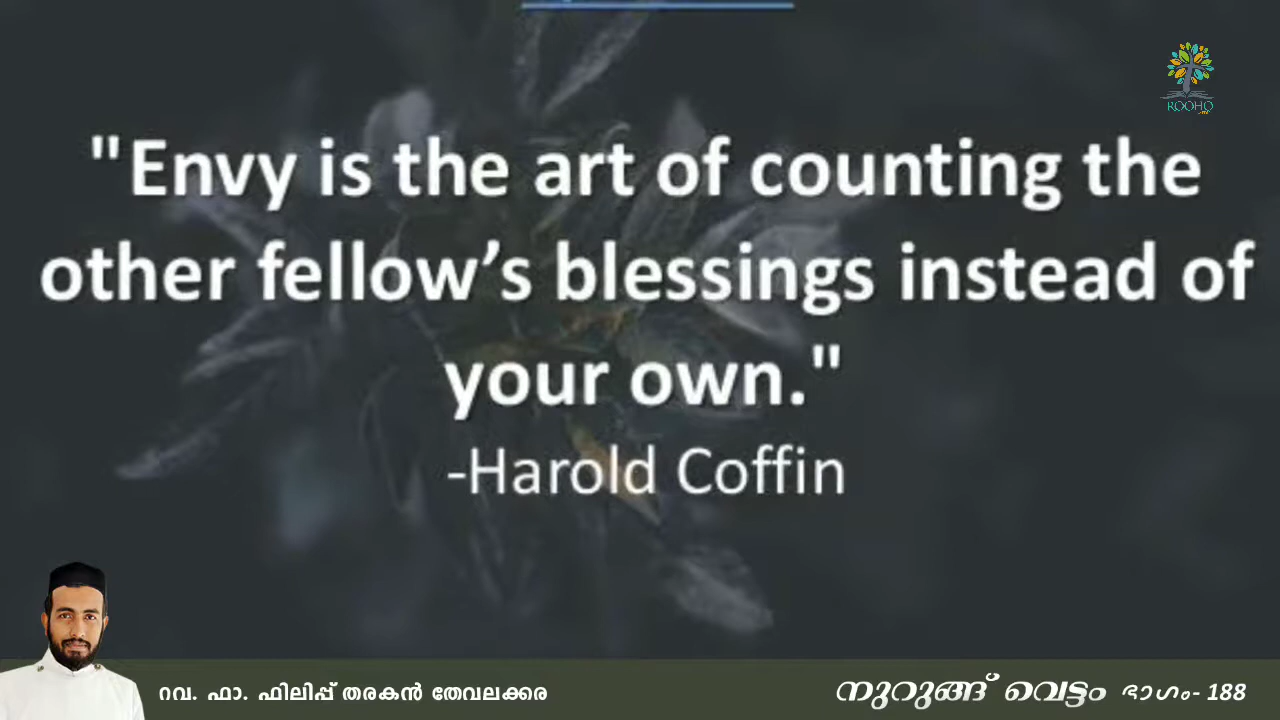 ROOHO
"Envy is the art of counting the
other fellow’s blessings instead of
your own."
-Harold Coffin
റവ. ഫാ. ഫിലിപ്പ് തരകൻ തേവലക്കര
നുറുങ്ങ് വെട്ടം ഭാഗം- 188